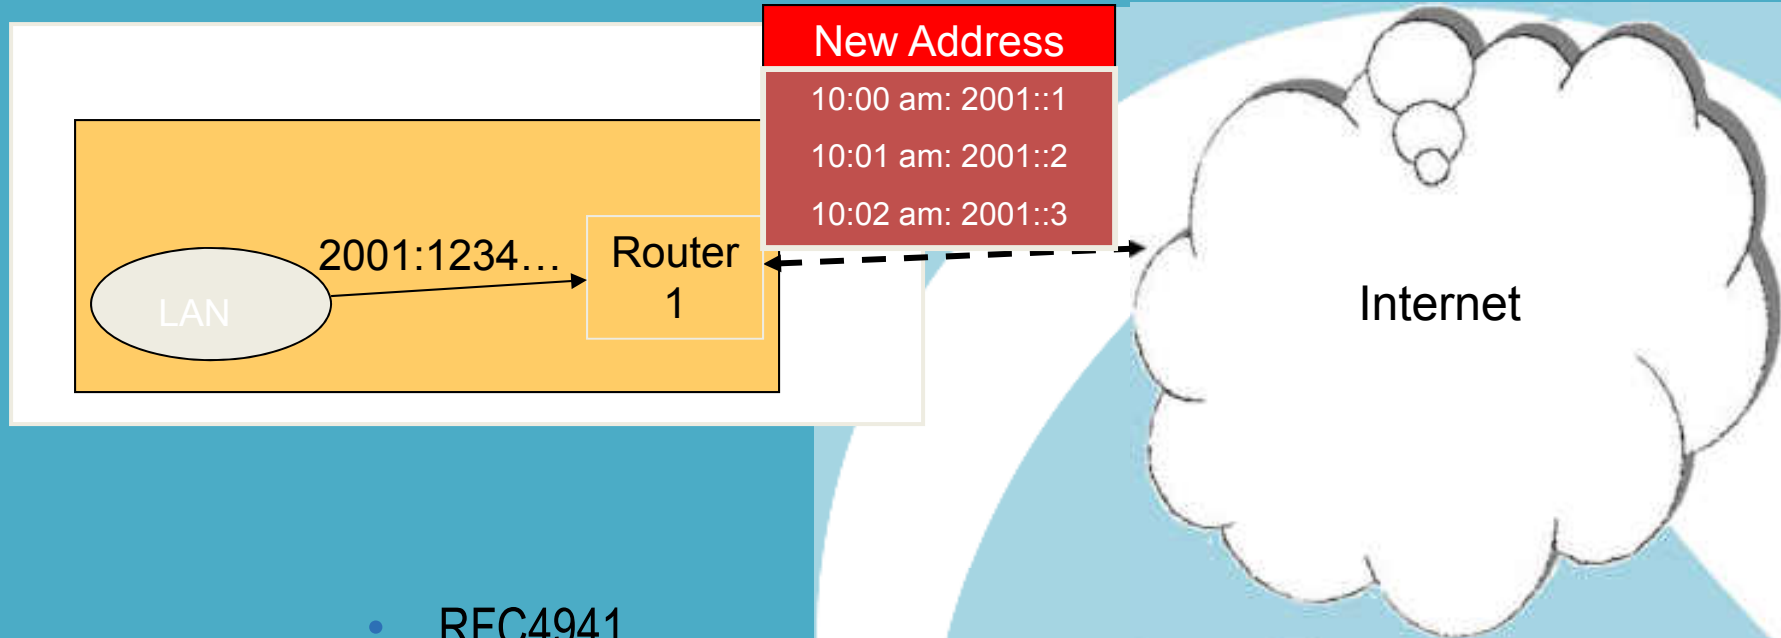 New Address
10:00 am: 2001::1
10:01 am: 2001::2
10:02 am: 2001::3
2001:1234…
Router
1
LAN
Internet
• RFC4941